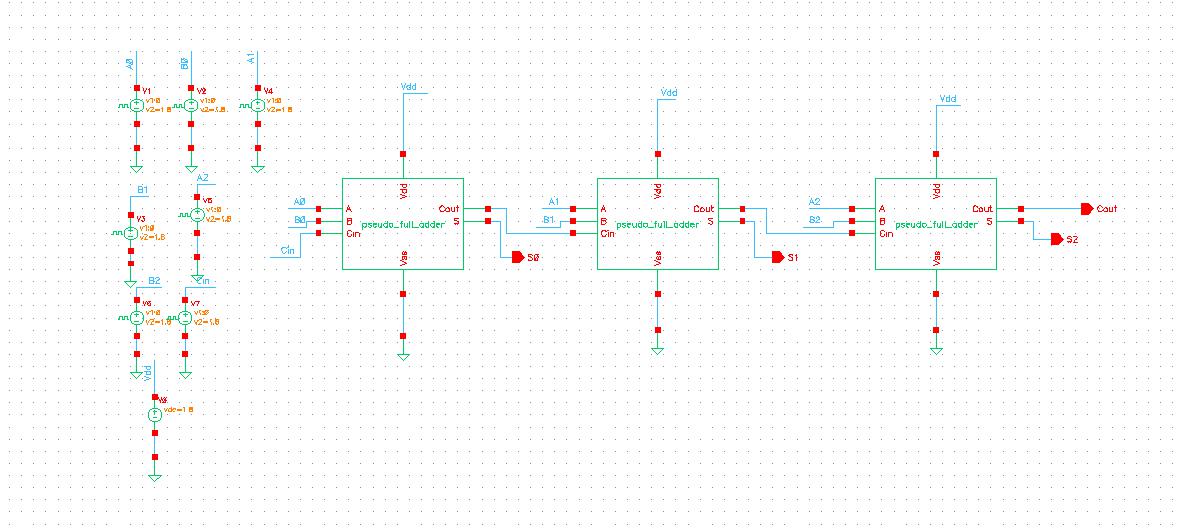 A0
B0
A1
V1
v1:0
v2=1.8
V2
v1:0
v2=1.8
V4
v1:0
v2=1.8
Vdd
Vdd
Vdd
B1
A2
V3
v1:0
v2=1.8
v1:0
v2=1.8
B2
Cin
V6
v1:0
v2=1.8
V7
v1:0
v2=1.8
Vdd
vdc=1.8
A0
B0
Cin
A
B
Cin
Vdd
pseudo_full_adder
Vss
Cout
S
S0
A1
B1
A
B
Cin
Vdd
pseudo_full_adder
Vss
Cout
S
S1
A2
B2
A
B
Cin
Vdd
pseudo_full_adder
Vss
Cout
S
Cout
S2